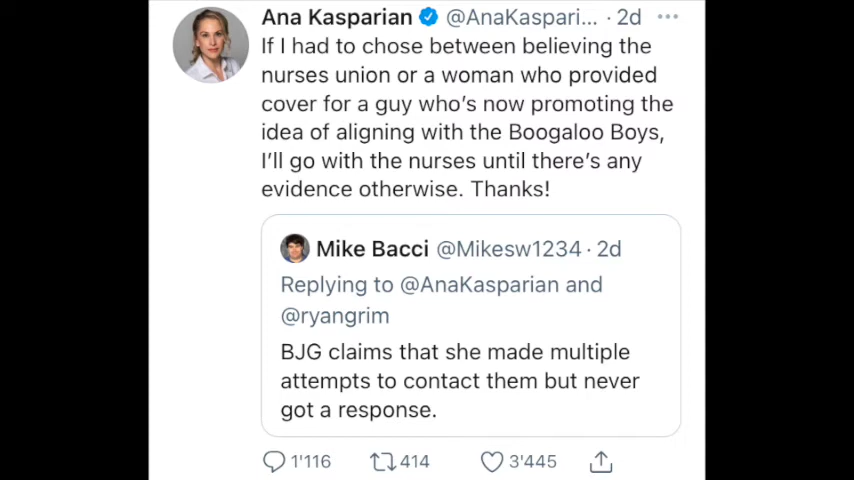 Ana Kasparian @AnaKaspari... · 2d
If I had to chose between believing the
nurses union or a woman who provided
cover for a guy who's now promoting the
idea of aligning with the Boogaloo Boys,
I'll go with the nurses until there's any
evidence otherwise. Thanks!
Mike Bacci @Mikesw1234 · 2d
Replying to @AnaKasparian and
@ryangrim
BJG claims that she made multiple
attempts to contact them but never
got a response.
1'116 414 3'445